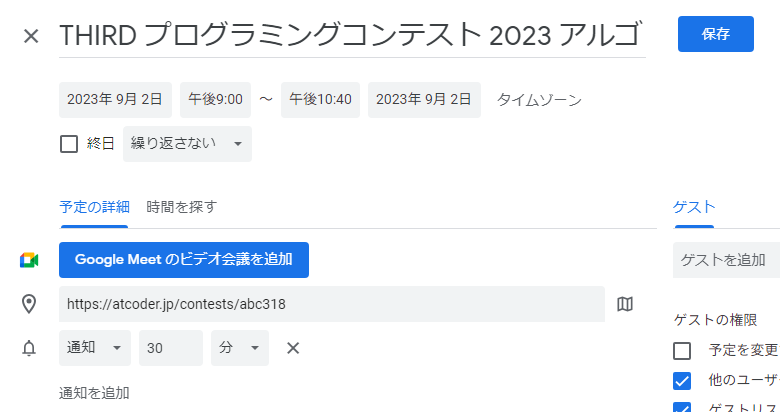 THIRD プログラミングコンテスト 2023 アルゴ
保存
2023年 9月 2日 午後9:00 ～ 午後10:40 2023年 9月 2日 タイムゾーン
終日 繰り返さない
予定の詳細 時間を探す
ゲスト
Google Meet のビデオ会議を追加
ゲストを追加
https://atcoder.jp/contests/abc318
ゲストの権限
通知 30 分
予定を変更
他のユーザ
通知を追加
ゲストリス